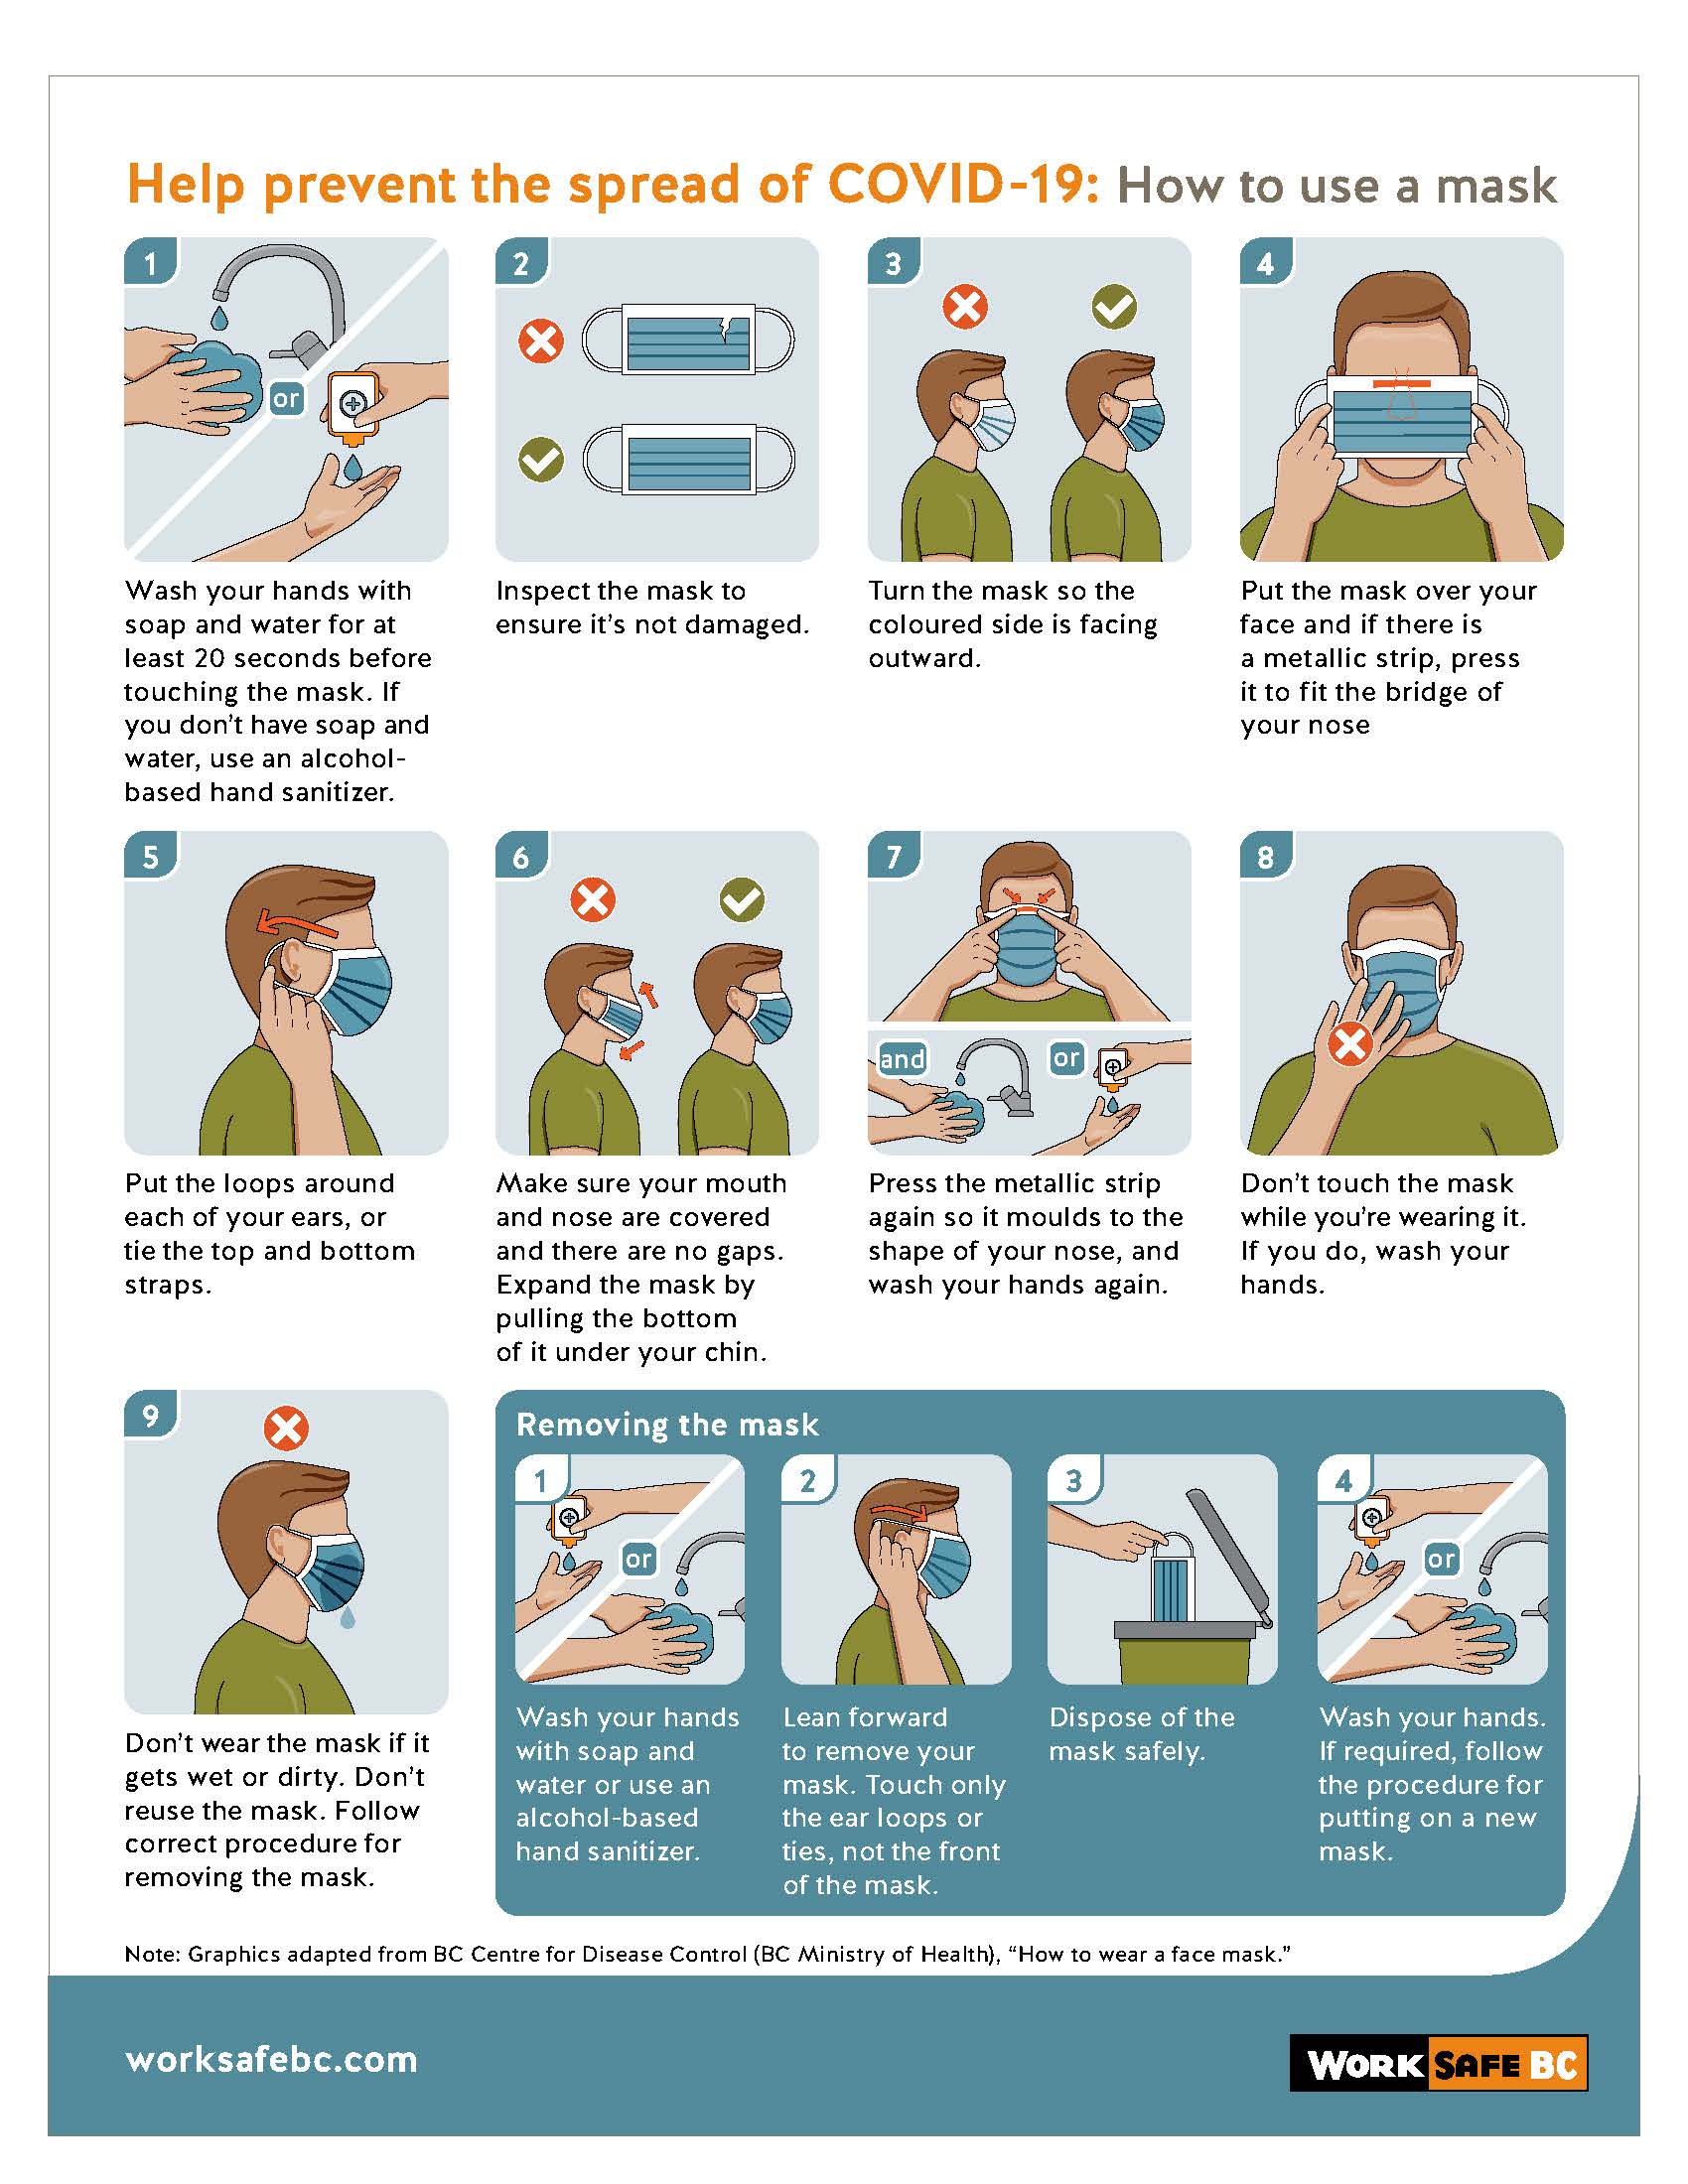 Help prevent the spread of COVID-19: How to use a mask
1
or
Wash your hands with
soap and water for at
least 20 seconds before
touching the mask. If
you don't have soap and
water, use an alcohol-
based hand sanitizer.
2
Inspect the mask to
ensure it's not damaged.
3
Turn the mask so the
coloured side is facing
outward.
4
Put the mask over your
face and if there is
a metallic strip, press
it to fit the bridge of
your nose
5
Put the loops around
each of your ears, or
tie the top and bottom
straps.
6
Make sure your mouth
and nose are covered
and there are no gaps.
Expand the mask by
pulling the bottom
of it under your chin.
7
and
or
Press the metallic strip
again so it moulds to the
shape of your nose, and
wash your hands again.
8
Don't touch the mask
while you're wearing it.
If you do, wash your
hands.
9
Don't wear the mask if it
gets wet or dirty. Don't
reuse the mask. Follow
correct procedure for
removing the mask.
Removing the mask
1
or
Wash your hands
with soap and
water or use an
alcohol-based
hand sanitizer.
2
Lean forward
to remove your
mask. Touch only
the ear loops or
ties, not the front
of the mask.
3
Dispose of the
mask safely.
4
or
Wash your hands.
If required, follow
the procedure for
putting on a new
mask.
Note: Graphics adapted from BC Centre for Disease Control (BC Ministry of Health), “How to wear a face mask.”
worksafebc.com
WORK SAFE BC